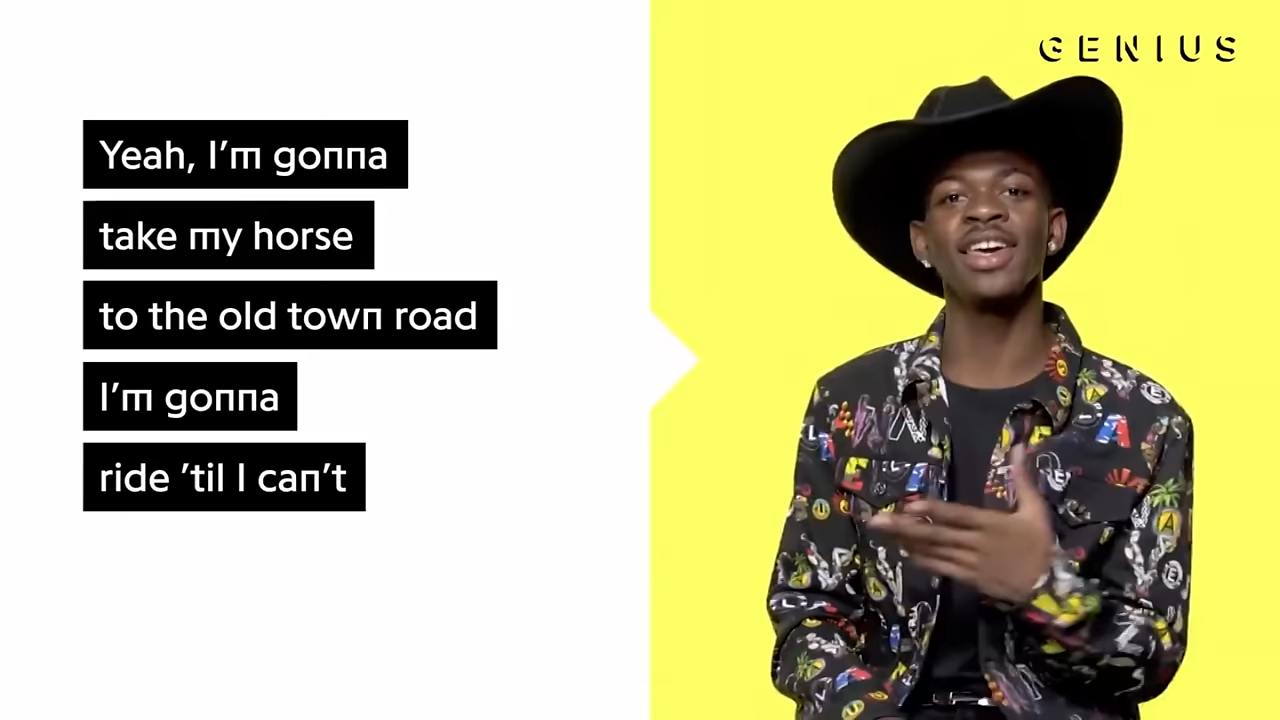 GENIUS
Yeah, I’m gonna
take my horse
to the old town road
I’m gonna
ride ’til I can’t